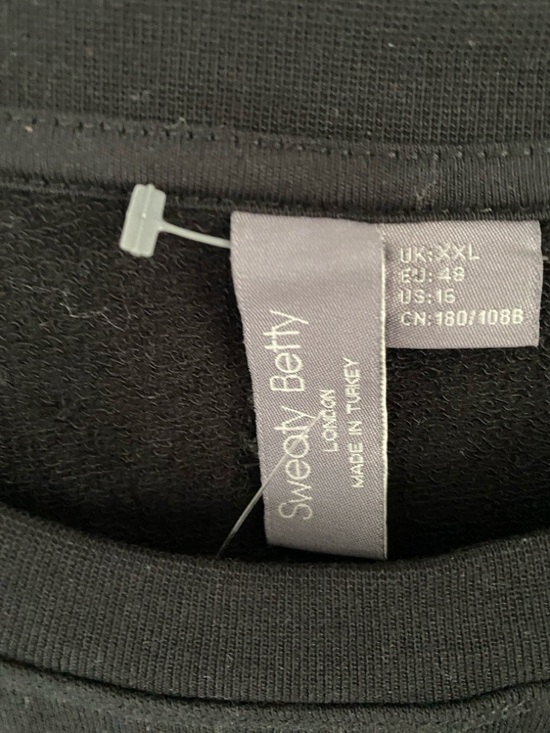 Sweaty Betty
LONDON
MADE IN TURKEY
UK:XXL
EU:48
US:16
CN:180/108B